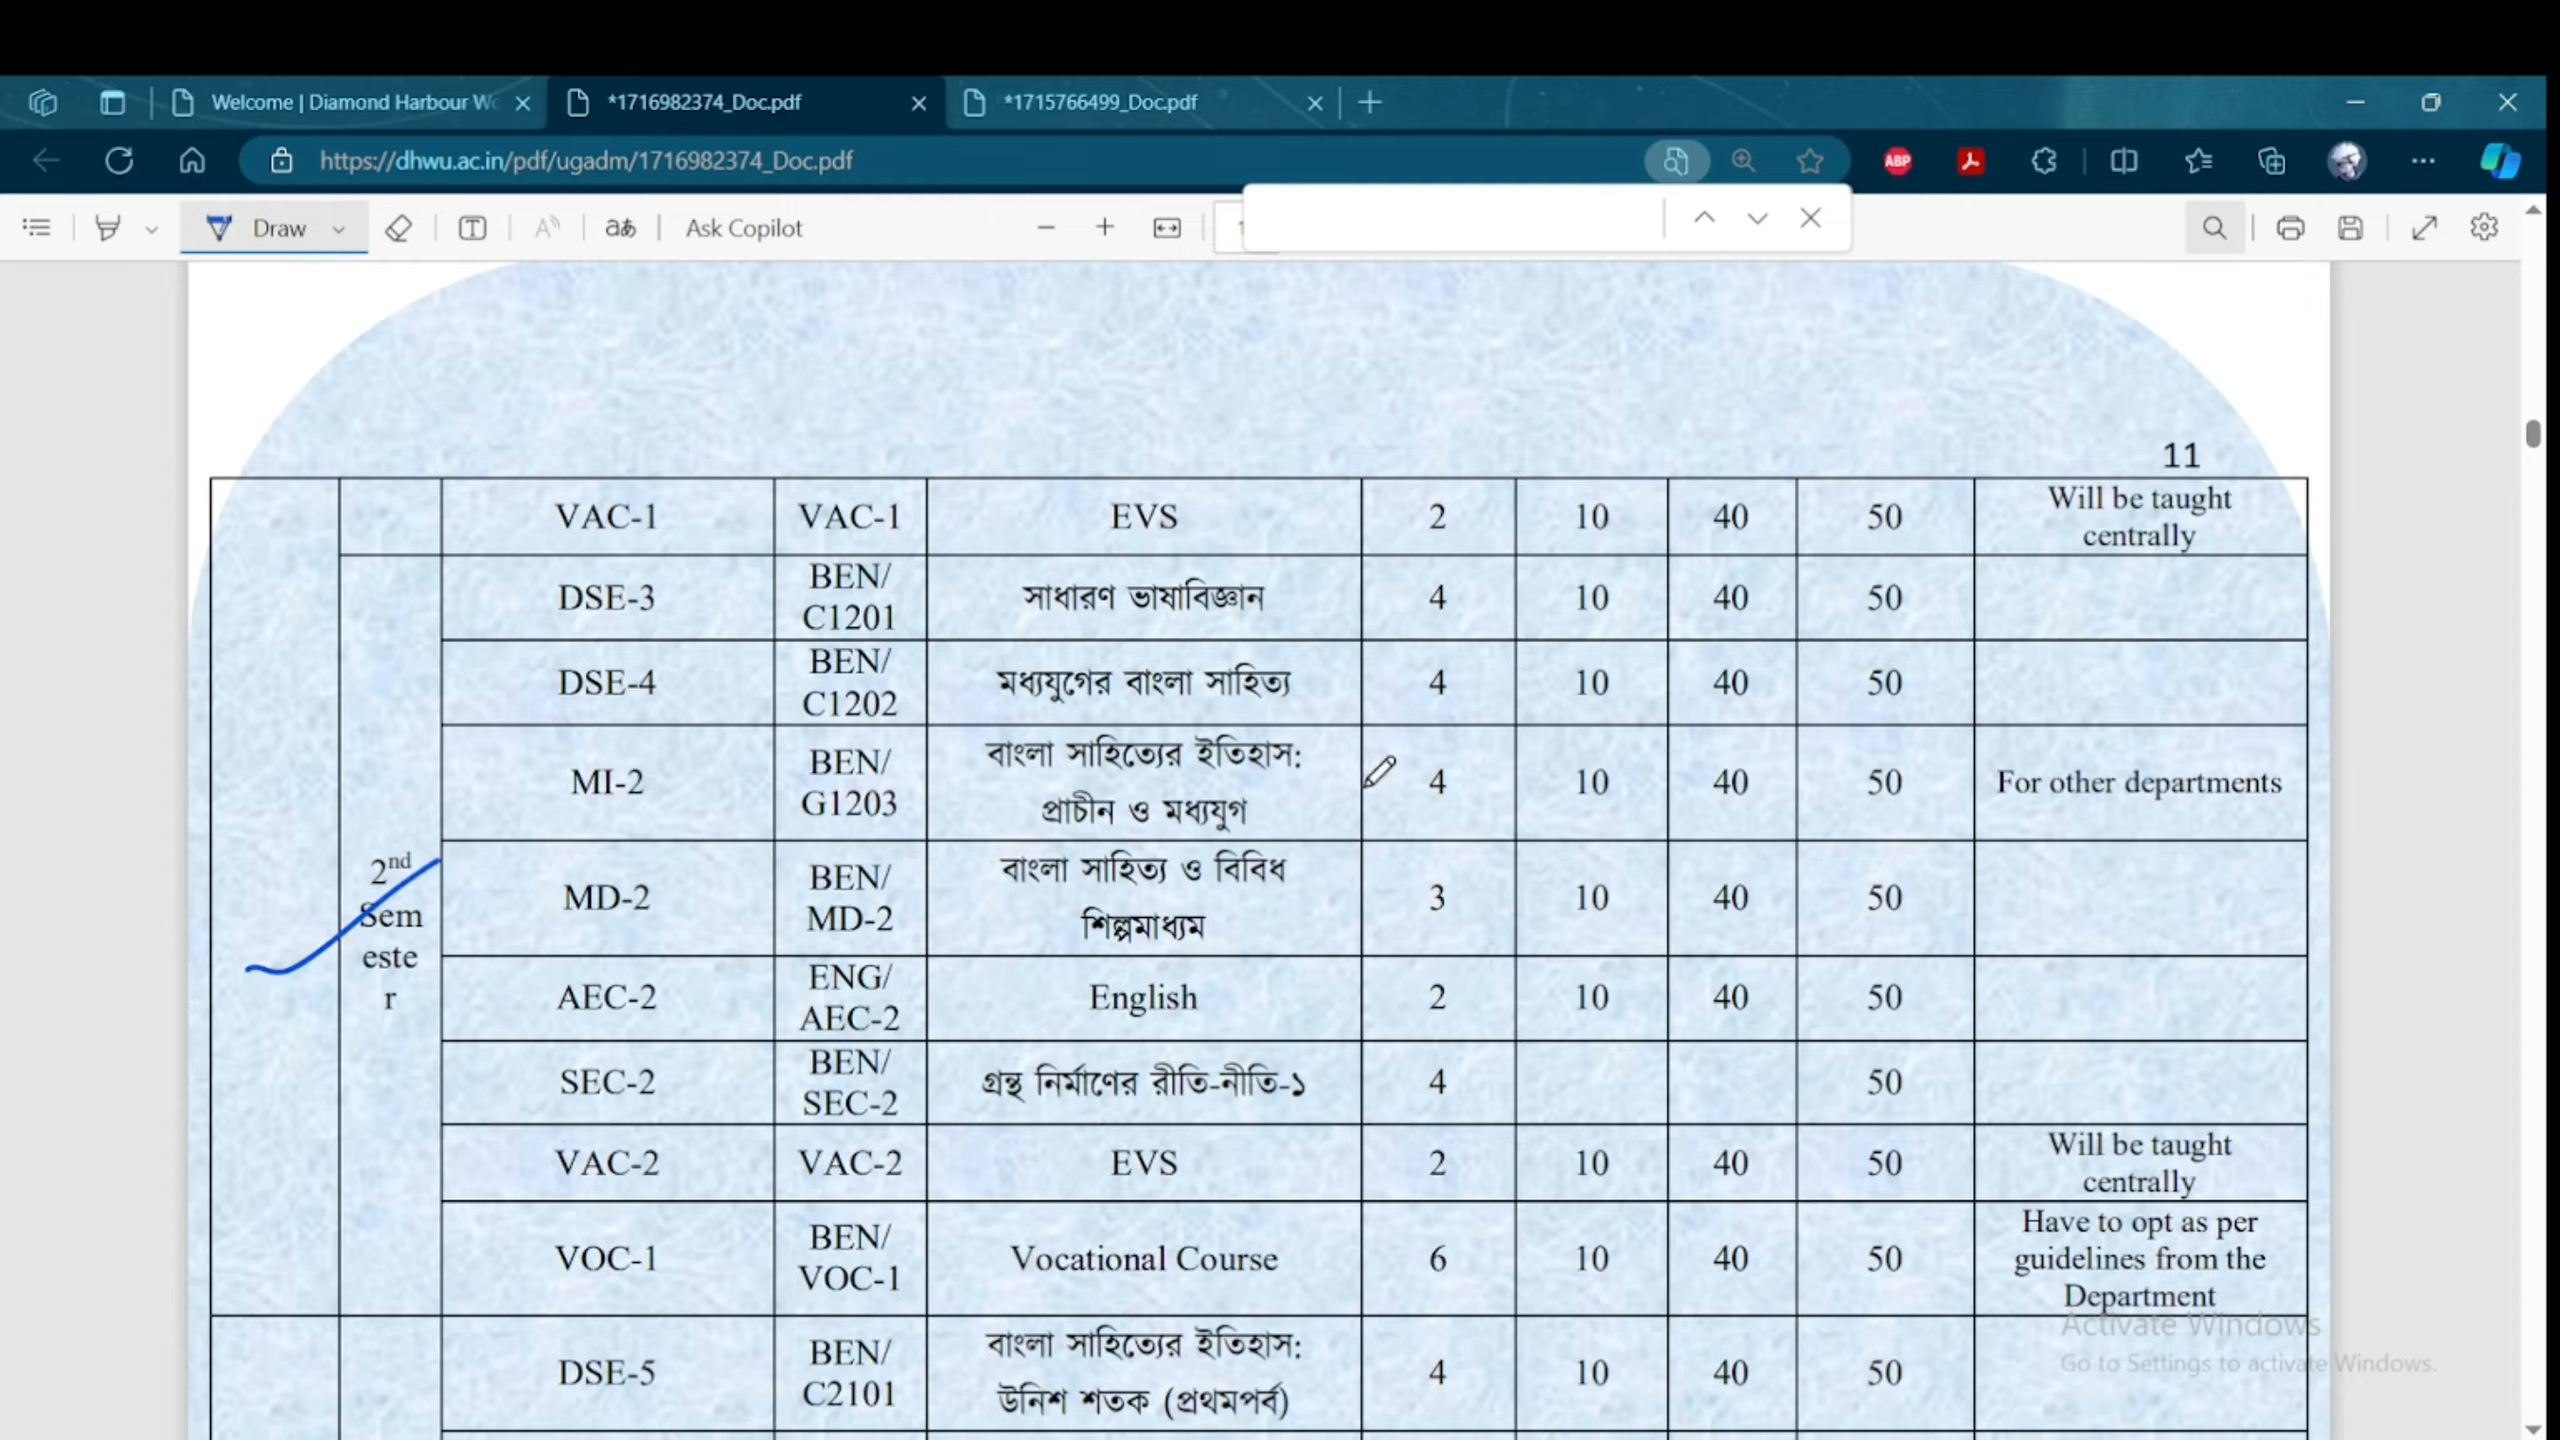 Welcome | Diamond Harbour Wo
*1716982374_Doc.pdf
*1715766499_Doc.pdf
https://dhwu.ac.in/pdf/ugadm/1716982374_Doc.pdf
ABP
Draw
aあ
Ask Copilot
11
VAC-1 VAC-1 EVS 2 10 40 50 Will be taught
centrally
DSE-3 BEN/
C1201 সাধারণ ভাষাবিজ্ঞান 4 10 40 50
DSE-4 BEN/
C1202 মধ্যযুগের বাংলা সাহিত্য 4 10 40 50
MI-2 BEN/
G1203 বাংলা সাহিত্যের ইতিহাস:
প্রাচীন ও মধ্যযুগ 4 10 40 50 For other departments
2nd
Sem
este
r
MD-2 BEN/
MD-2 বাংলা সাহিত্য ও বিবিধ
শিল্পমাধ্যম 3 10 40 50
AEC-2 ENG/
AEC-2 English 2 10 40 50
SEC-2 BEN/
SEC-2 গ্রন্থ নির্মাণের রীতি-নীতি-১ 4 50
VAC-2 VAC-2 EVS 2 10 40 50 Will be taught
centrally
VOC-1 BEN/
VOC-1 Vocational Course 6 10 40 50 Have to opt as per
guidelines from the
Department
DSE-5 BEN/
C2101 বাংলা সাহিত্যের ইতিহাস:
উনিশ শতক (প্রথমপর্ব) 4 10 40 50
Activate Windows
Go to Settings to activate Windows.